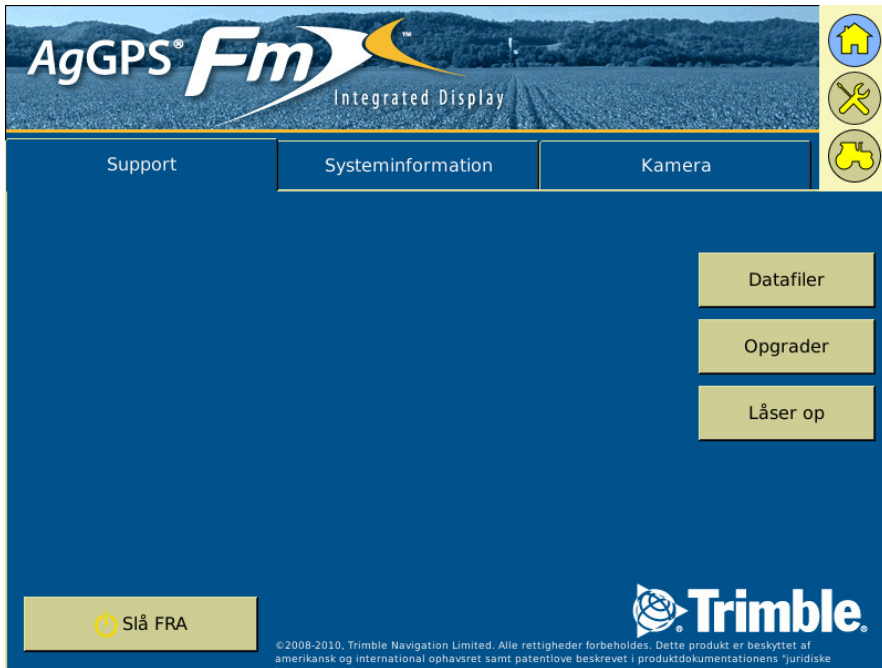 AgGPS® FmX™
Integrated Display
Support Systeminformation Kamera
Datafiler
Opgrader
Låser op
Slå FRA
Trimble.
©2008-2010, Trimble Navigation Limited. Alle rettigheder forbeholdes. Dette produkt er beskyttet af
amerikansk og international ophavsret samt patentlove beskrevet i produktdokumentationens "juridiske